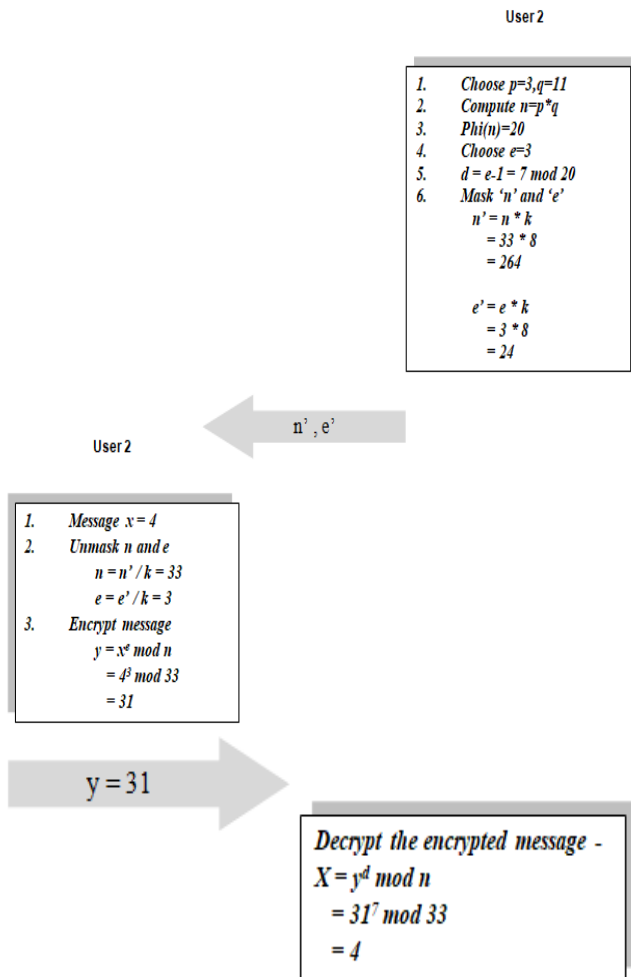 User 2
1. Choose p=3,q=11
2. Compute n=p*q
3. Phi(n)=20
4. Choose e=3
5. d = e-1 = 7 mod 20
6. Mask ‘n’ and ‘e’
n’ = n * k
= 33 * 8
= 264
e’ = e * k
= 3 * 8
= 24
n’ , e’
User 2
1. Message x = 4
2. Unmask n and e
n = n’ / k = 33
e = e’ / k = 3
3. Encrypt message
y = xᵉ mod n
= 4³ mod 33
= 31
y = 31
Decrypt the encrypted message -
X = yᵈ mod n
= 31⁷ mod 33
= 4